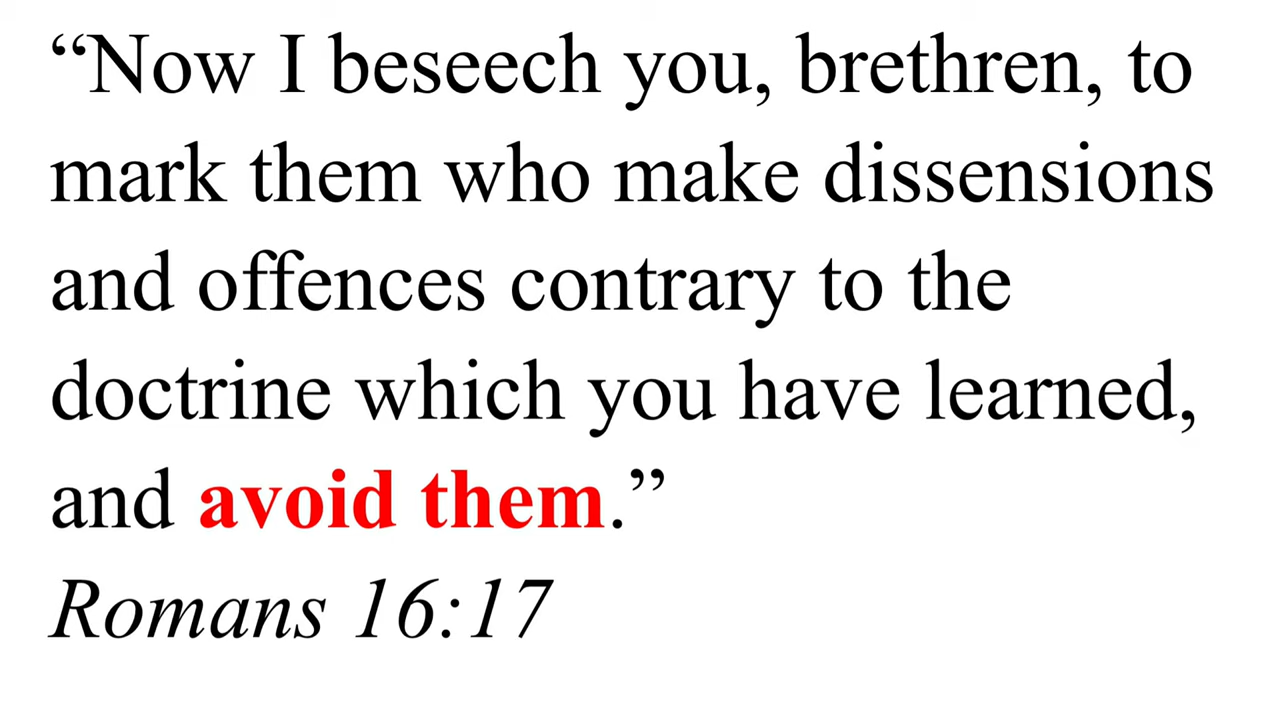 “Now I beseech you, brethren, to
mark them who make dissensions
and offences contrary to the
doctrine which you have learned,
and avoid them.”
Romans 16:17